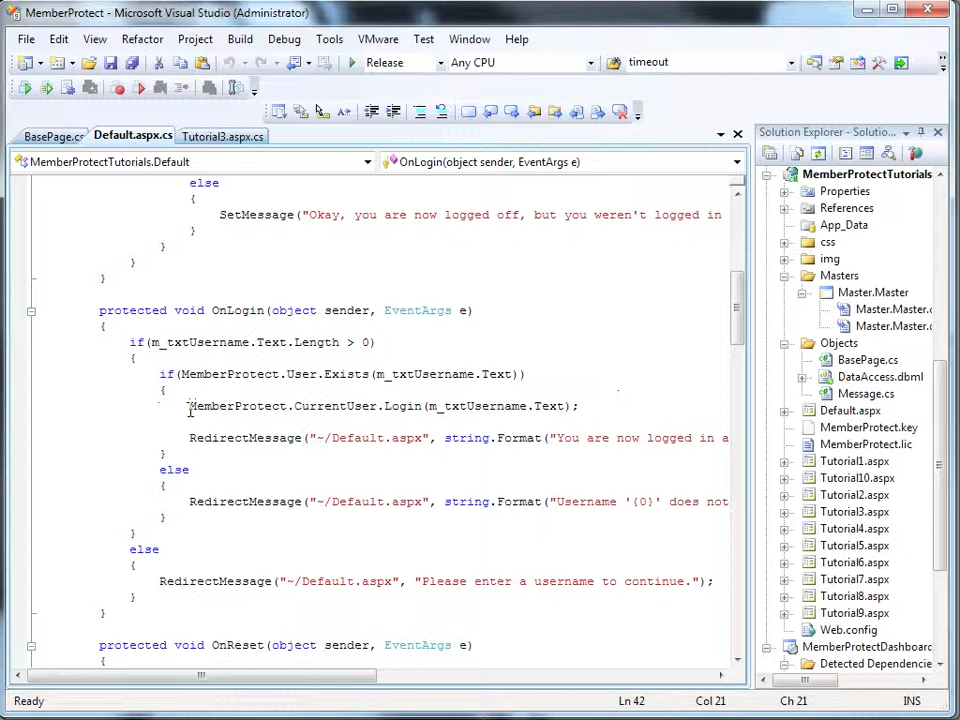 MemberProtect - Microsoft Visual Studio (Administrator)
File Edit View Refactor Project Build Debug Tools VMware Test Window Help
Release Any CPU timeout
BasePage.cs Default.aspx.cs Tutorial3.aspx.cs
MemberProtectTutorials.Default OnLogin(object sender, EventArgs e)
else
{
SetMessage("Okay, you are now logged off, but you weren't logged in
}
}
}
}
protected void OnLogin(object sender, EventArgs e)
{
if(m_txtUsername.Text.Length > 0)
{
if(MemberProtect.User.Exists(m_txtUsername.Text))
{
MemberProtect.CurrentUser.Login(m_txtUsername.Text);
RedirectMessage("~/Default.aspx", string.Format("You are now logged in a
}
else
{
RedirectMessage("~/Default.aspx", string.Format("Username '{0}' does not
}
}
else
{
RedirectMessage("~/Default.aspx", "Please enter a username to continue.");
}
}
protected void OnReset(object sender, EventArgs e)
Solution Explorer - Solutio...
MemberProtectTutorials
Properties
References
App_Data
css
img
Masters
Master.Master
Master.Master.c
Master.Master.
Objects
BasePage.cs
DataAccess.dbml
Message.cs
Default.aspx
MemberProtect.key
MemberProtect.lic
Tutorial1.aspx
Tutorial10.aspx
Tutorial2.aspx
Tutorial3.aspx
Tutorial4.aspx
Tutorial5.aspx
Tutorial6.aspx
Tutorial7.aspx
Tutorial8.aspx
Tutorial9.aspx
Web.config
MemberProtectDashboard
Detected Dependencie
Ready Ln 42 Col 21 Ch 21 INS